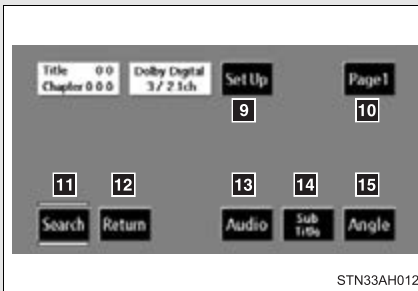 Title 0 0
Chapter 0 0 0
Dolby Digital
3 / 2 1ch
Set Up
Page1
9
10
11
12
13
14
15
Search
Return
Audio
Sub
Title
Angle
STN33AH012